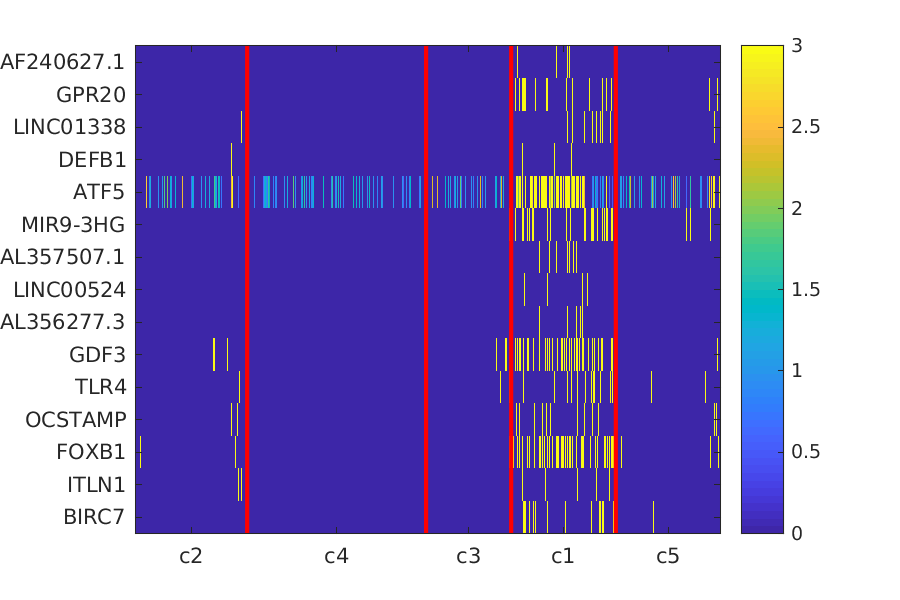 AF240627.1
GPR20
LINC01338
DEFB1
ATF5
MIR9-3HG
AL357507.1
LINC00524
AL356277.3
GDF3
TLR4
OCSTAMP
FOXB1
ITLN1
BIRC7
c2 c4 c3 c1 c5
3
2.5
2
1.5
1
0.5
0